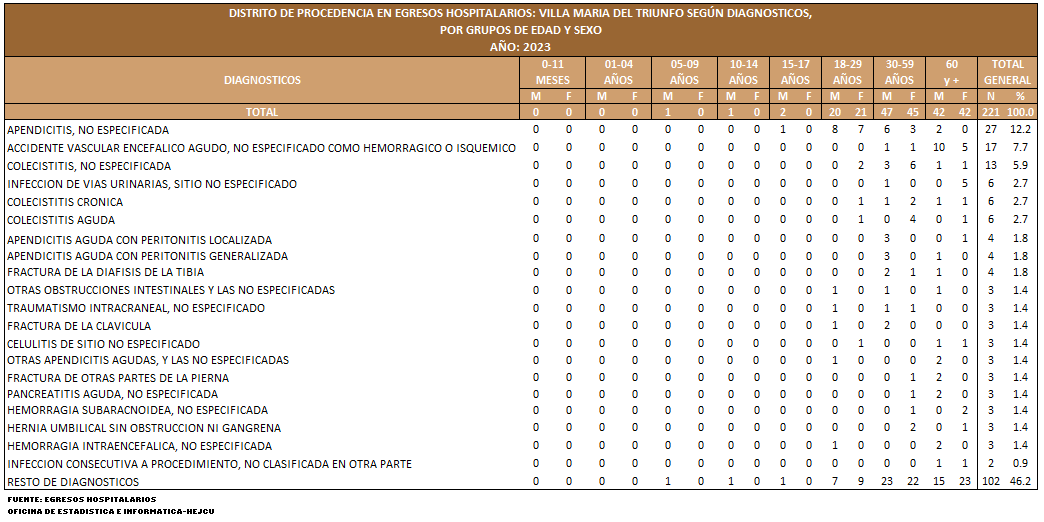 DISTRITO DE PROCEDENCIA EN EGRESOS HOSPITALARIOS: VILLA MARIA DEL TRIUNFO SEGÚN DIAGNOSTICOS,
POR GRUPOS DE EDAD Y SEXO
AÑO: 2023
DIAGNOSTICOS 0-11 MESES 01-04 AÑOS 05-09 AÑOS 10-14 AÑOS 15-17 AÑOS 18-29 AÑOS 30-59 AÑOS 60 y + TOTAL GENERAL
M F M F M F M F M F M F M F M F N %
TOTAL 0 0 0 0 1 0 1 0 2 0 20 21 47 45 42 42 221 100.0
APENDICITIS, NO ESPECIFICADA 0 0 0 0 0 0 0 0 1 0 8 7 6 3 2 0 27 12.2
ACCIDENTE VASCULAR ENCEFALICO AGUDO, NO ESPECIFICADO COMO HEMORRAGICO O ISQUEMICO 0 0 0 0 0 0 0 0 0 0 0 0 1 1 10 5 17 7.7
COLECISTITIS, NO ESPECIFICADA 0 0 0 0 0 0 0 0 0 0 0 2 3 6 1 1 13 5.9
INFECCION DE VIAS URINARIAS, SITIO NO ESPECIFICADO 0 0 0 0 0 0 0 0 0 0 0 0 1 0 0 5 6 2.7
COLECISTITIS CRONICA 0 0 0 0 0 0 0 0 0 0 0 1 1 2 1 1 6 2.7
COLECISTITIS AGUDA 0 0 0 0 0 0 0 0 0 0 0 1 0 4 0 1 6 2.7
APENDICITIS AGUDA CON PERITONITIS LOCALIZADA 0 0 0 0 0 0 0 0 0 0 0 0 3 0 0 1 4 1.8
APENDICITIS AGUDA CON PERITONITIS GENERALIZADA 0 0 0 0 0 0 0 0 0 0 0 0 3 0 1 0 4 1.8
FRACTURA DE LA DIAFISIS DE LA TIBIA 0 0 0 0 0 0 0 0 0 0 0 0 2 1 1 0 4 1.8
OTRAS OBSTRUCCIONES INTESTINALES Y LAS NO ESPECIFICADAS 0 0 0 0 0 0 0 0 0 0 1 0 1 0 1 0 3 1.4
TRAUMATISMO INTRACRANEAL, NO ESPECIFICADO 0 0 0 0 0 0 0 0 0 0 1 0 1 1 0 0 3 1.4
FRACTURA DE LA CLAVICULA 0 0 0 0 0 0 0 0 0 0 1 0 2 0 0 0 3 1.4
CELULITIS DE SITIO NO ESPECIFICADO 0 0 0 0 0 0 0 0 0 0 0 1 0 0 1 1 3 1.4
OTRAS APENDICITIS AGUDAS, Y LAS NO ESPECIFICADAS 0 0 0 0 0 0 0 0 0 0 1 0 0 0 2 0 3 1.4
FRACTURA DE OTRAS PARTES DE LA PIERNA 0 0 0 0 0 0 0 0 0 0 0 0 0 1 2 0 3 1.4
PANCREATITIS AGUDA, NO ESPECIFICADA 0 0 0 0 0 0 0 0 0 0 0 0 0 1 2 0 3 1.4
HEMORRAGIA SUBARACNOIDEA, NO ESPECIFICADA 0 0 0 0 0 0 0 0 0 0 0 0 0 1 0 2 3 1.4
HERNIA UMBILICAL SIN OBSTRUCCION NI GANGRENA 0 0 0 0 0 0 0 0 0 0 0 0 0 2 0 1 3 1.4
HEMORRAGIA INTRAENCEFALICA, NO ESPECIFICADA 0 0 0 0 0 0 0 0 0 0 1 0 0 0 2 0 3 1.4
INFECCION CONSECUTIVA A PROCEDIMIENTO, NO CLASIFICADA EN OTRA PARTE 0 0 0 0 0 0 0 0 0 0 0 0 0 0 1 1 2 0.9
RESTO DE DIAGNOSTICOS 0 0 0 0 1 0 1 0 1 0 7 9 23 22 15 23 102 46.2
FUENTE: EGRESOS HOSPITALARIOS
OFICINA DE ESTADISTICA E INFORMATICA-HEJCU